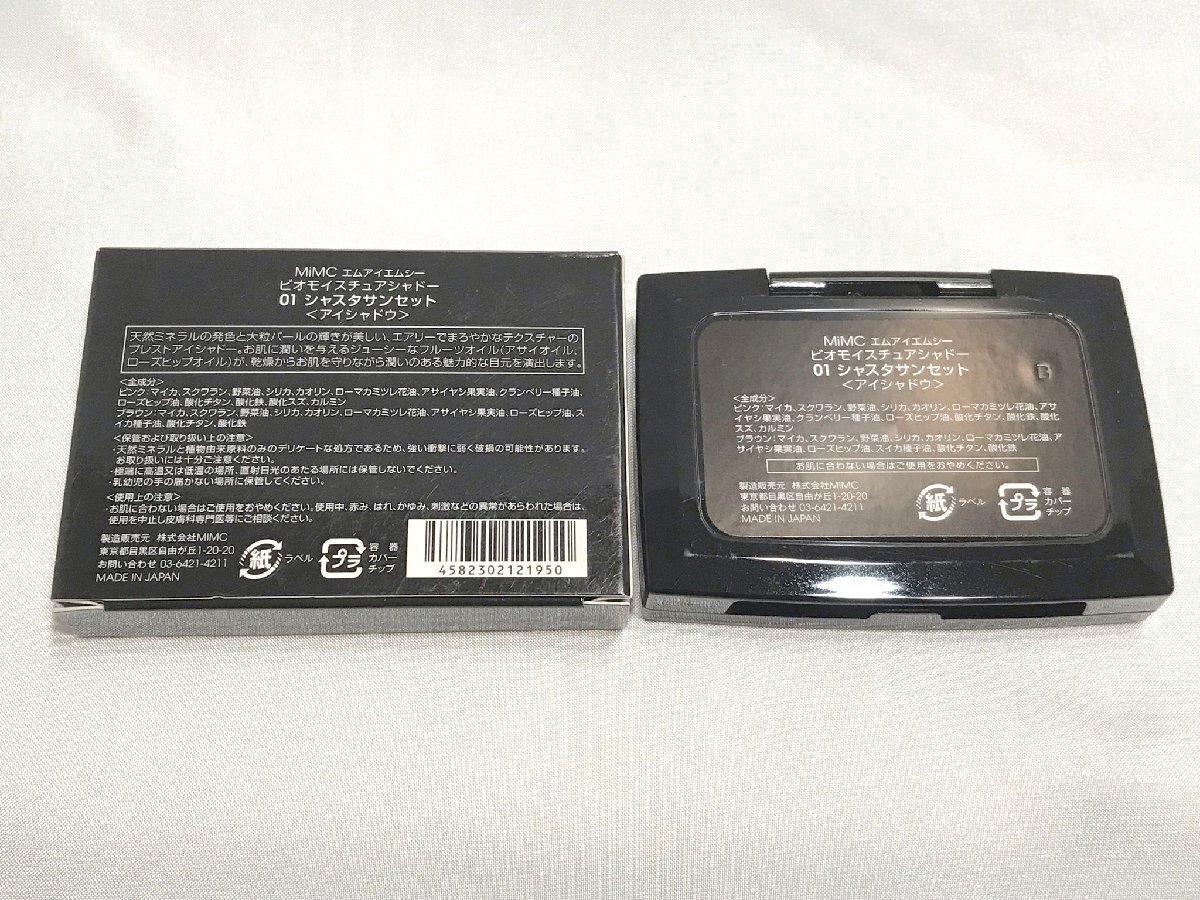 MiMC エムアイエムシー
ビオモイスチュアシャドー
01 シャスタサンセット
<アイシャドウ>
天然ミネラルの発色と大粒パールの輝きが美しい、エアリーでまろやかなテクスチャーの
プレストアイシャドー。お肌に潤いを与えるジューシーなフルーツオイル(アサイオイル、
ローズヒップオイル)が、乾燥からお肌を守りながら潤いのある魅力的な目元を演出します。
<全成分>
ピンク:マイカ、スクワラン、野菜油、シリカ、カオリン、ローマカミツレ花油、アサイヤシ果実油、クランベリー種子油、
ローズヒップ油、酸化チタン、酸化鉄、酸化スズ、カルミン
ブラウン:マイカ、スクワラン、野菜油、シリカ、カオリン、ローマカミツレ花油、アサイヤシ果実油、ローズヒップ油、ス
イカ種子油、酸化チタン、酸化鉄
<保管および取り扱い上の注意>
・天然ミネラルと植物由来原料のみのデリケートな処方であるため、強い衝撃に弱く破損の可能性があります。
お取り扱いには十分ご注意ください。
・極端に高温又は低温の場所、直射日光のあたる場所には保管しないでください。
・乳幼児の手の届かない場所に保管してください。
<使用上の注意>
・お肌に合わない場合はご使用をおやめください。使用中、赤み、はれ、かゆみ、刺激などの異常があらわれた場合は、
使用を中止し皮膚科専門医等にご相談ください。
製造販売元 株式会社MIMC
東京都目黒区自由が丘1-20-20
お問い合わせ 03-6421-4211
MADE IN JAPAN
紙 ラベル
プラ 容器
カバー
チップ
4582302121950
MiMC エムアイエムシー
ビオモイスチュアシャドー
01 シャスタサンセット
<アイシャドウ>
B
<全成分>
ピンク:マイカ、スクワラン、野菜油、シリカ、カオリン、ローマカミツレ花油、アサ
イヤシ果実油、クランベリー種子油、ローズヒップ油、酸化チタン、酸化鉄、酸化
スズ、カルミン
ブラウン:マイカ、スクワラン、野菜油、シリカ、カオリン、ローマカミツレ花油、ア
サイヤシ果実油、ローズヒップ油、スイカ種子油、酸化チタン、酸化鉄
お肌に合わない場合はご使用をおやめください。
製造販売元 株式会社MIMC
東京都目黒区自由が丘1-20-20
お問い合わせ 03-6421-4211
MADE IN JAPAN
紙 ラベル
プラ 容器
カバー
チップ